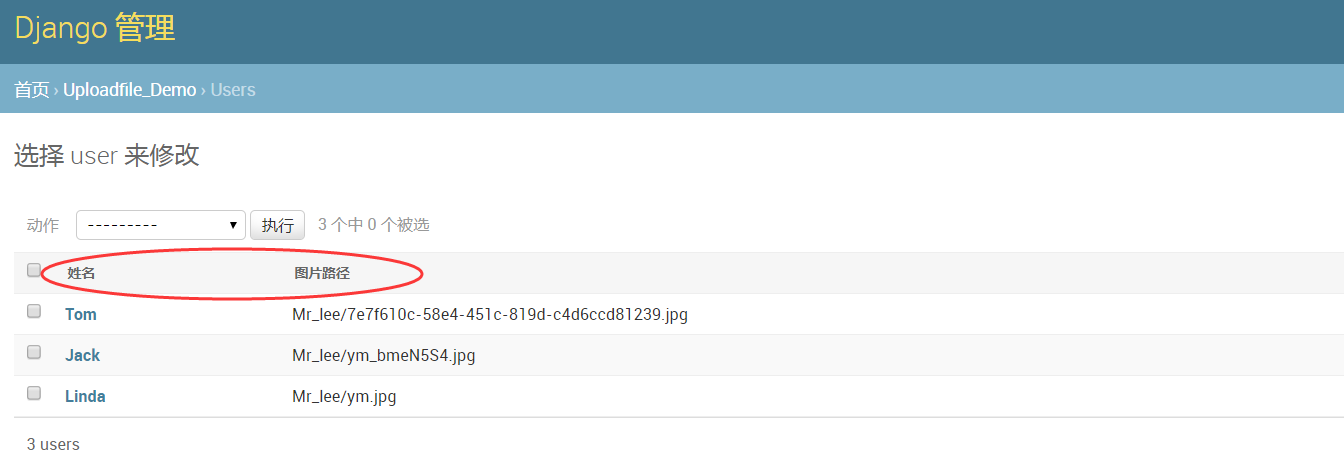 Django 管理
首页 › Uploadfile_Demo › Users
选择 user 来修改
动作 --------- 执行 3 个中 0 个被选
姓名 图片路径
Tom Mr_lee/7e7f610c-58e4-451c-819d-c4d6ccd81239.jpg
Jack Mr_lee/ym_bmeN5S4.jpg
Linda Mr_lee/ym.jpg
3 users